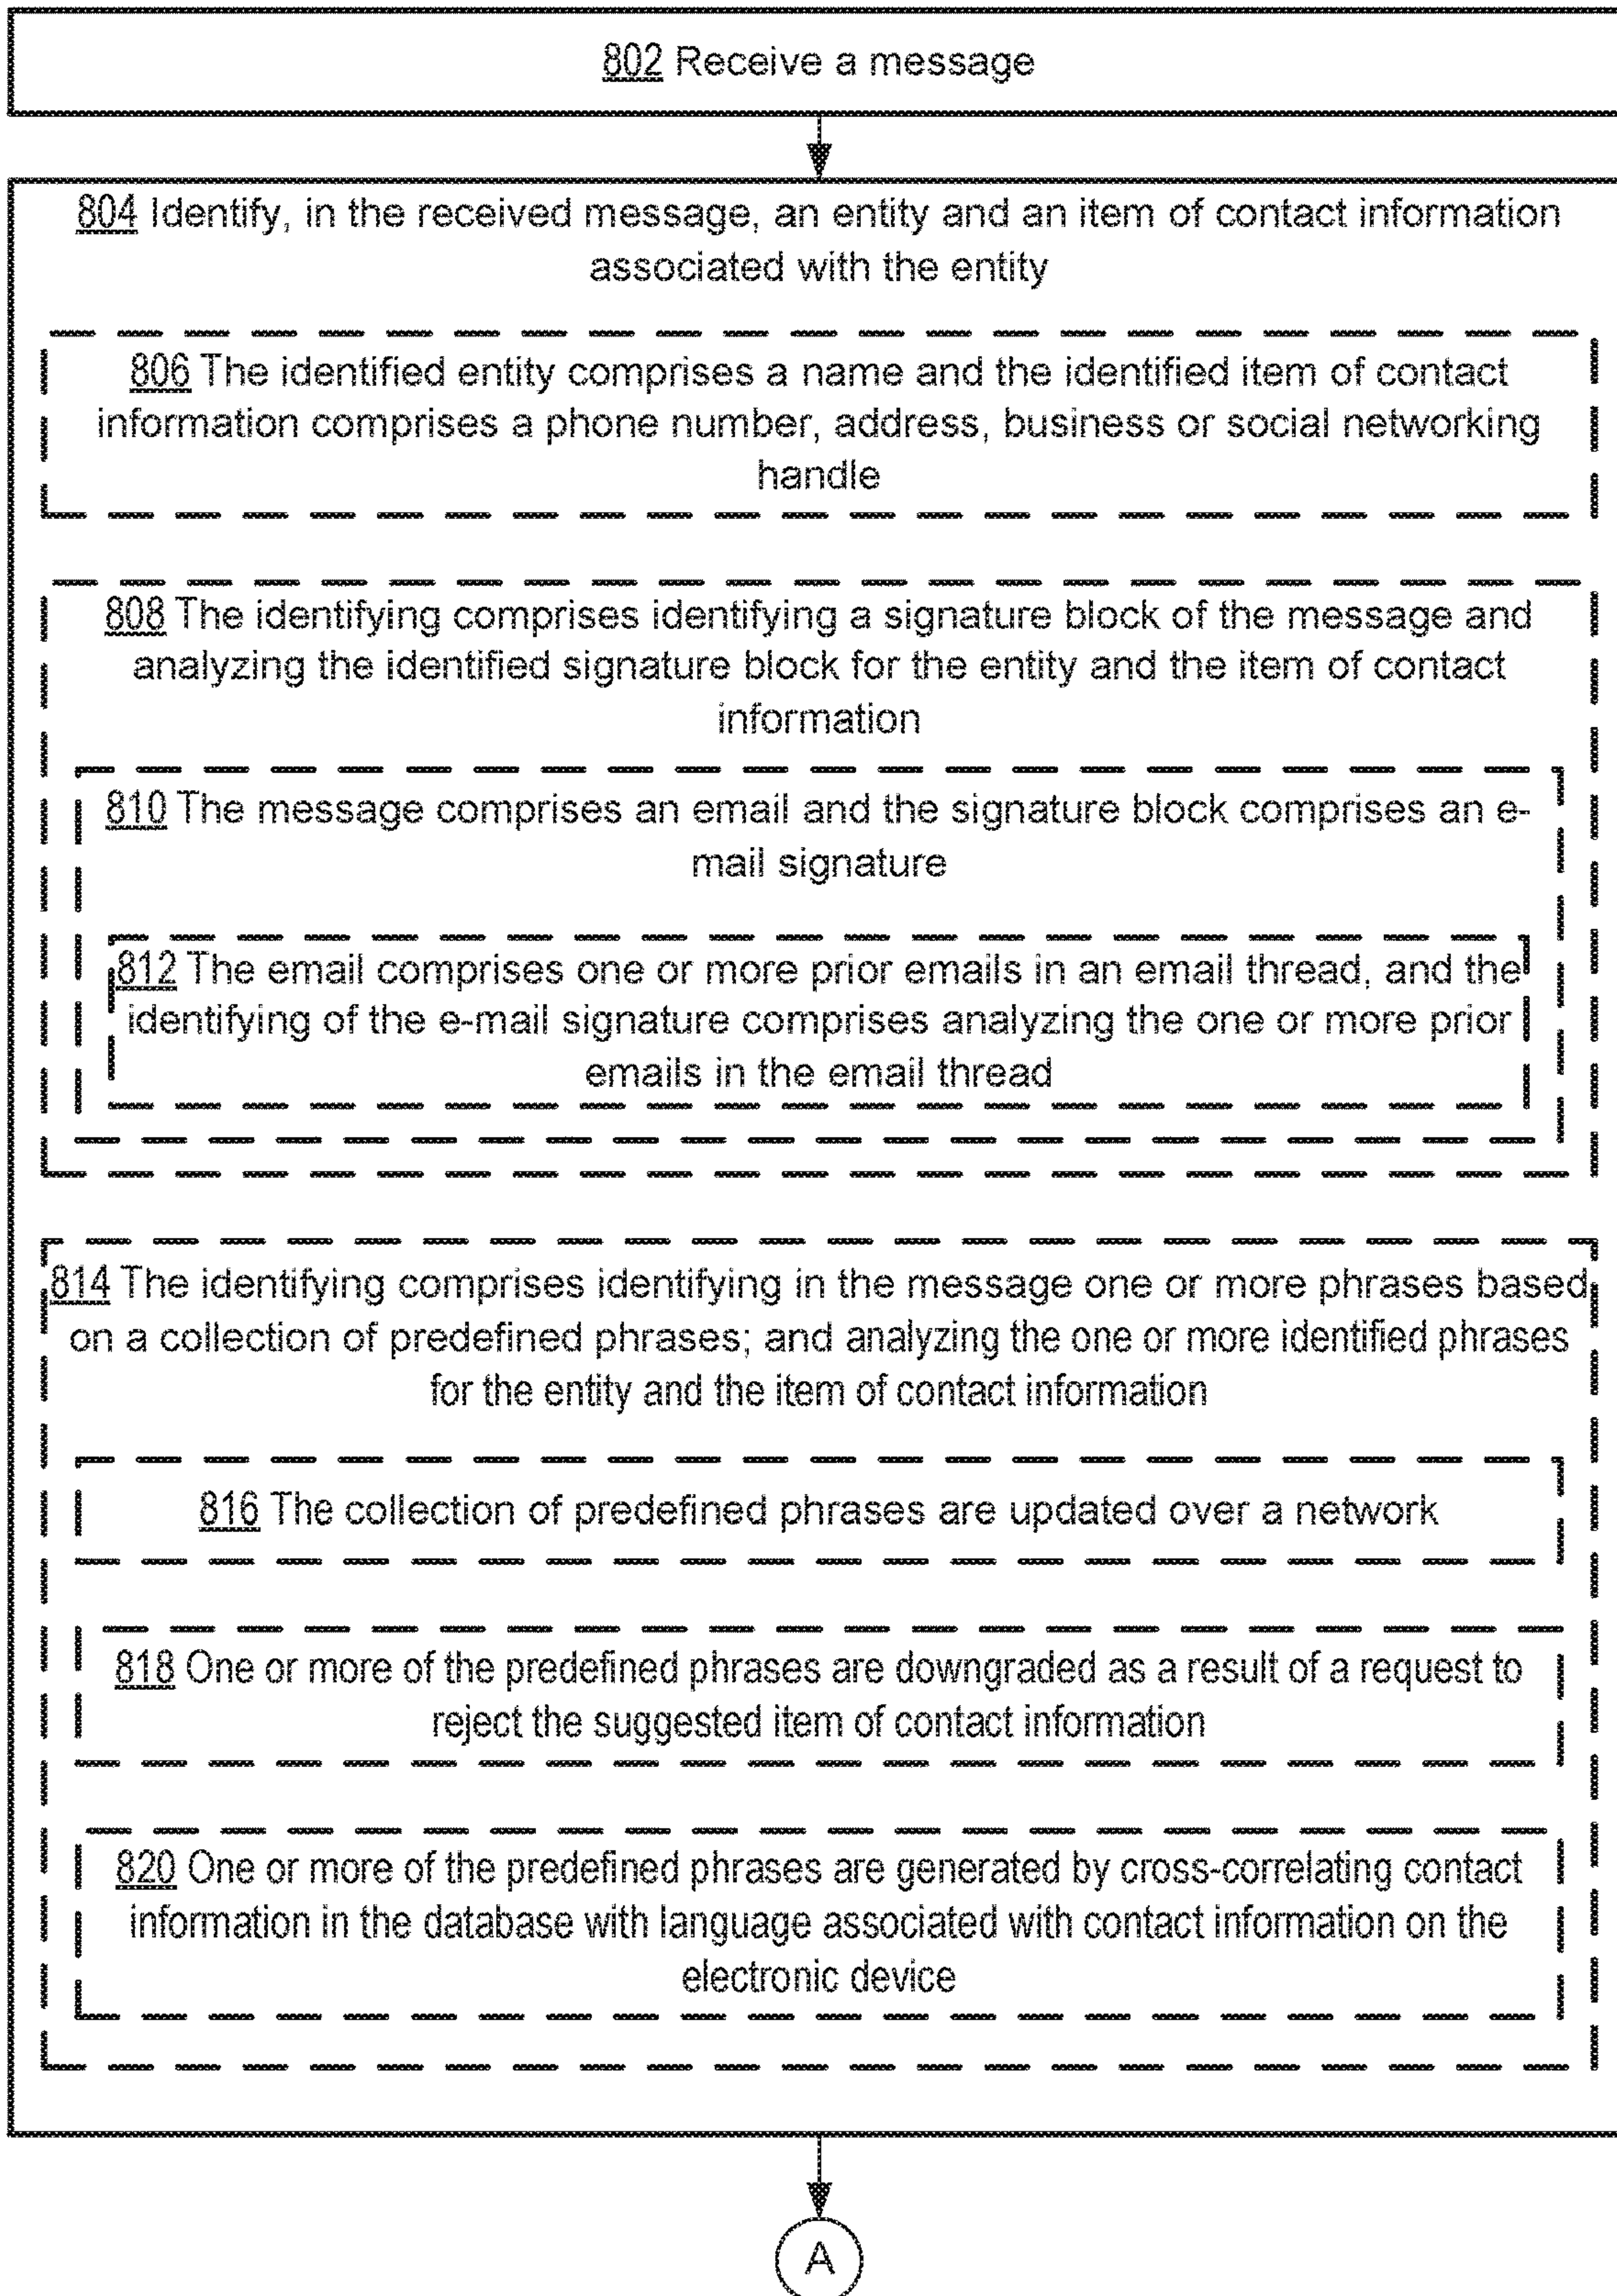 802 Receive a message
804 Identify, in the received message, an entity and an item of contact information
associated with the entity
806 The identified entity comprises a name and the identified item of contact
information comprises a phone number, address, business or social networking
handle
808 The identifying comprises identifying a signature block of the message and
analyzing the identified signature block for the entity and the item of contact
information
810 The message comprises an email and the signature block comprises an e-
mail signature
812 The email comprises one or more prior emails in an email thread, and the
identifying of the e-mail signature comprises analyzing the one or more prior
emails in the email thread
814 The identifying comprises identifying in the message one or more phrases based
on a collection of predefined phrases; and analyzing the one or more identified phrases
for the entity and the item of contact information
816 The collection of predefined phrases are updated over a network
818 One or more of the predefined phrases are downgraded as a result of a request to
reject the suggested item of contact information
820 One or more of the predefined phrases are generated by cross-correlating contact
information in the database with language associated with contact information on the
electronic device
A